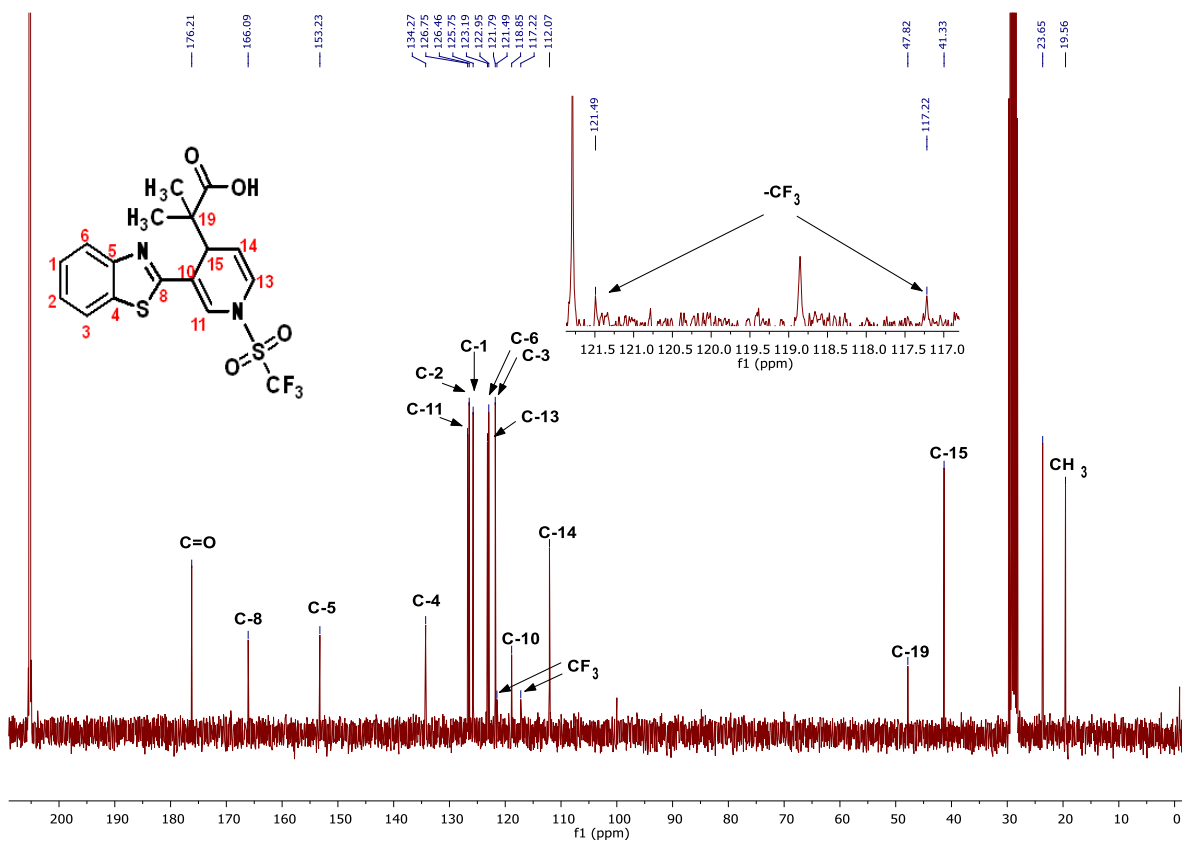 176.21
166.09
153.23
134.27
126.75
126.46
125.75
123.19
122.95
121.79
121.49
118.85
117.22
112.07
47.82
41.33
23.65
19.56
121.49
117.22
-CF3
121.5 121.0 120.5 120.0 119.5 119.0 118.5 118.0 117.5 117.0
f1 (ppm)
O
H3C
OH
H3C
19
6
5
N
14
1
15
10
13
8
2
S
4
11
N
3
O
S
O
CF3
C-6
C-1
C-3
C-2
C-11
C-13
C-15
CH 3
C=O
C-14
C-8
C-5
C-4
C-10
CF3
C-19
200 190 180 170 160 150 140 130 120 110 100 90 80 70 60 50 40 30 20 10 0
f1 (ppm)